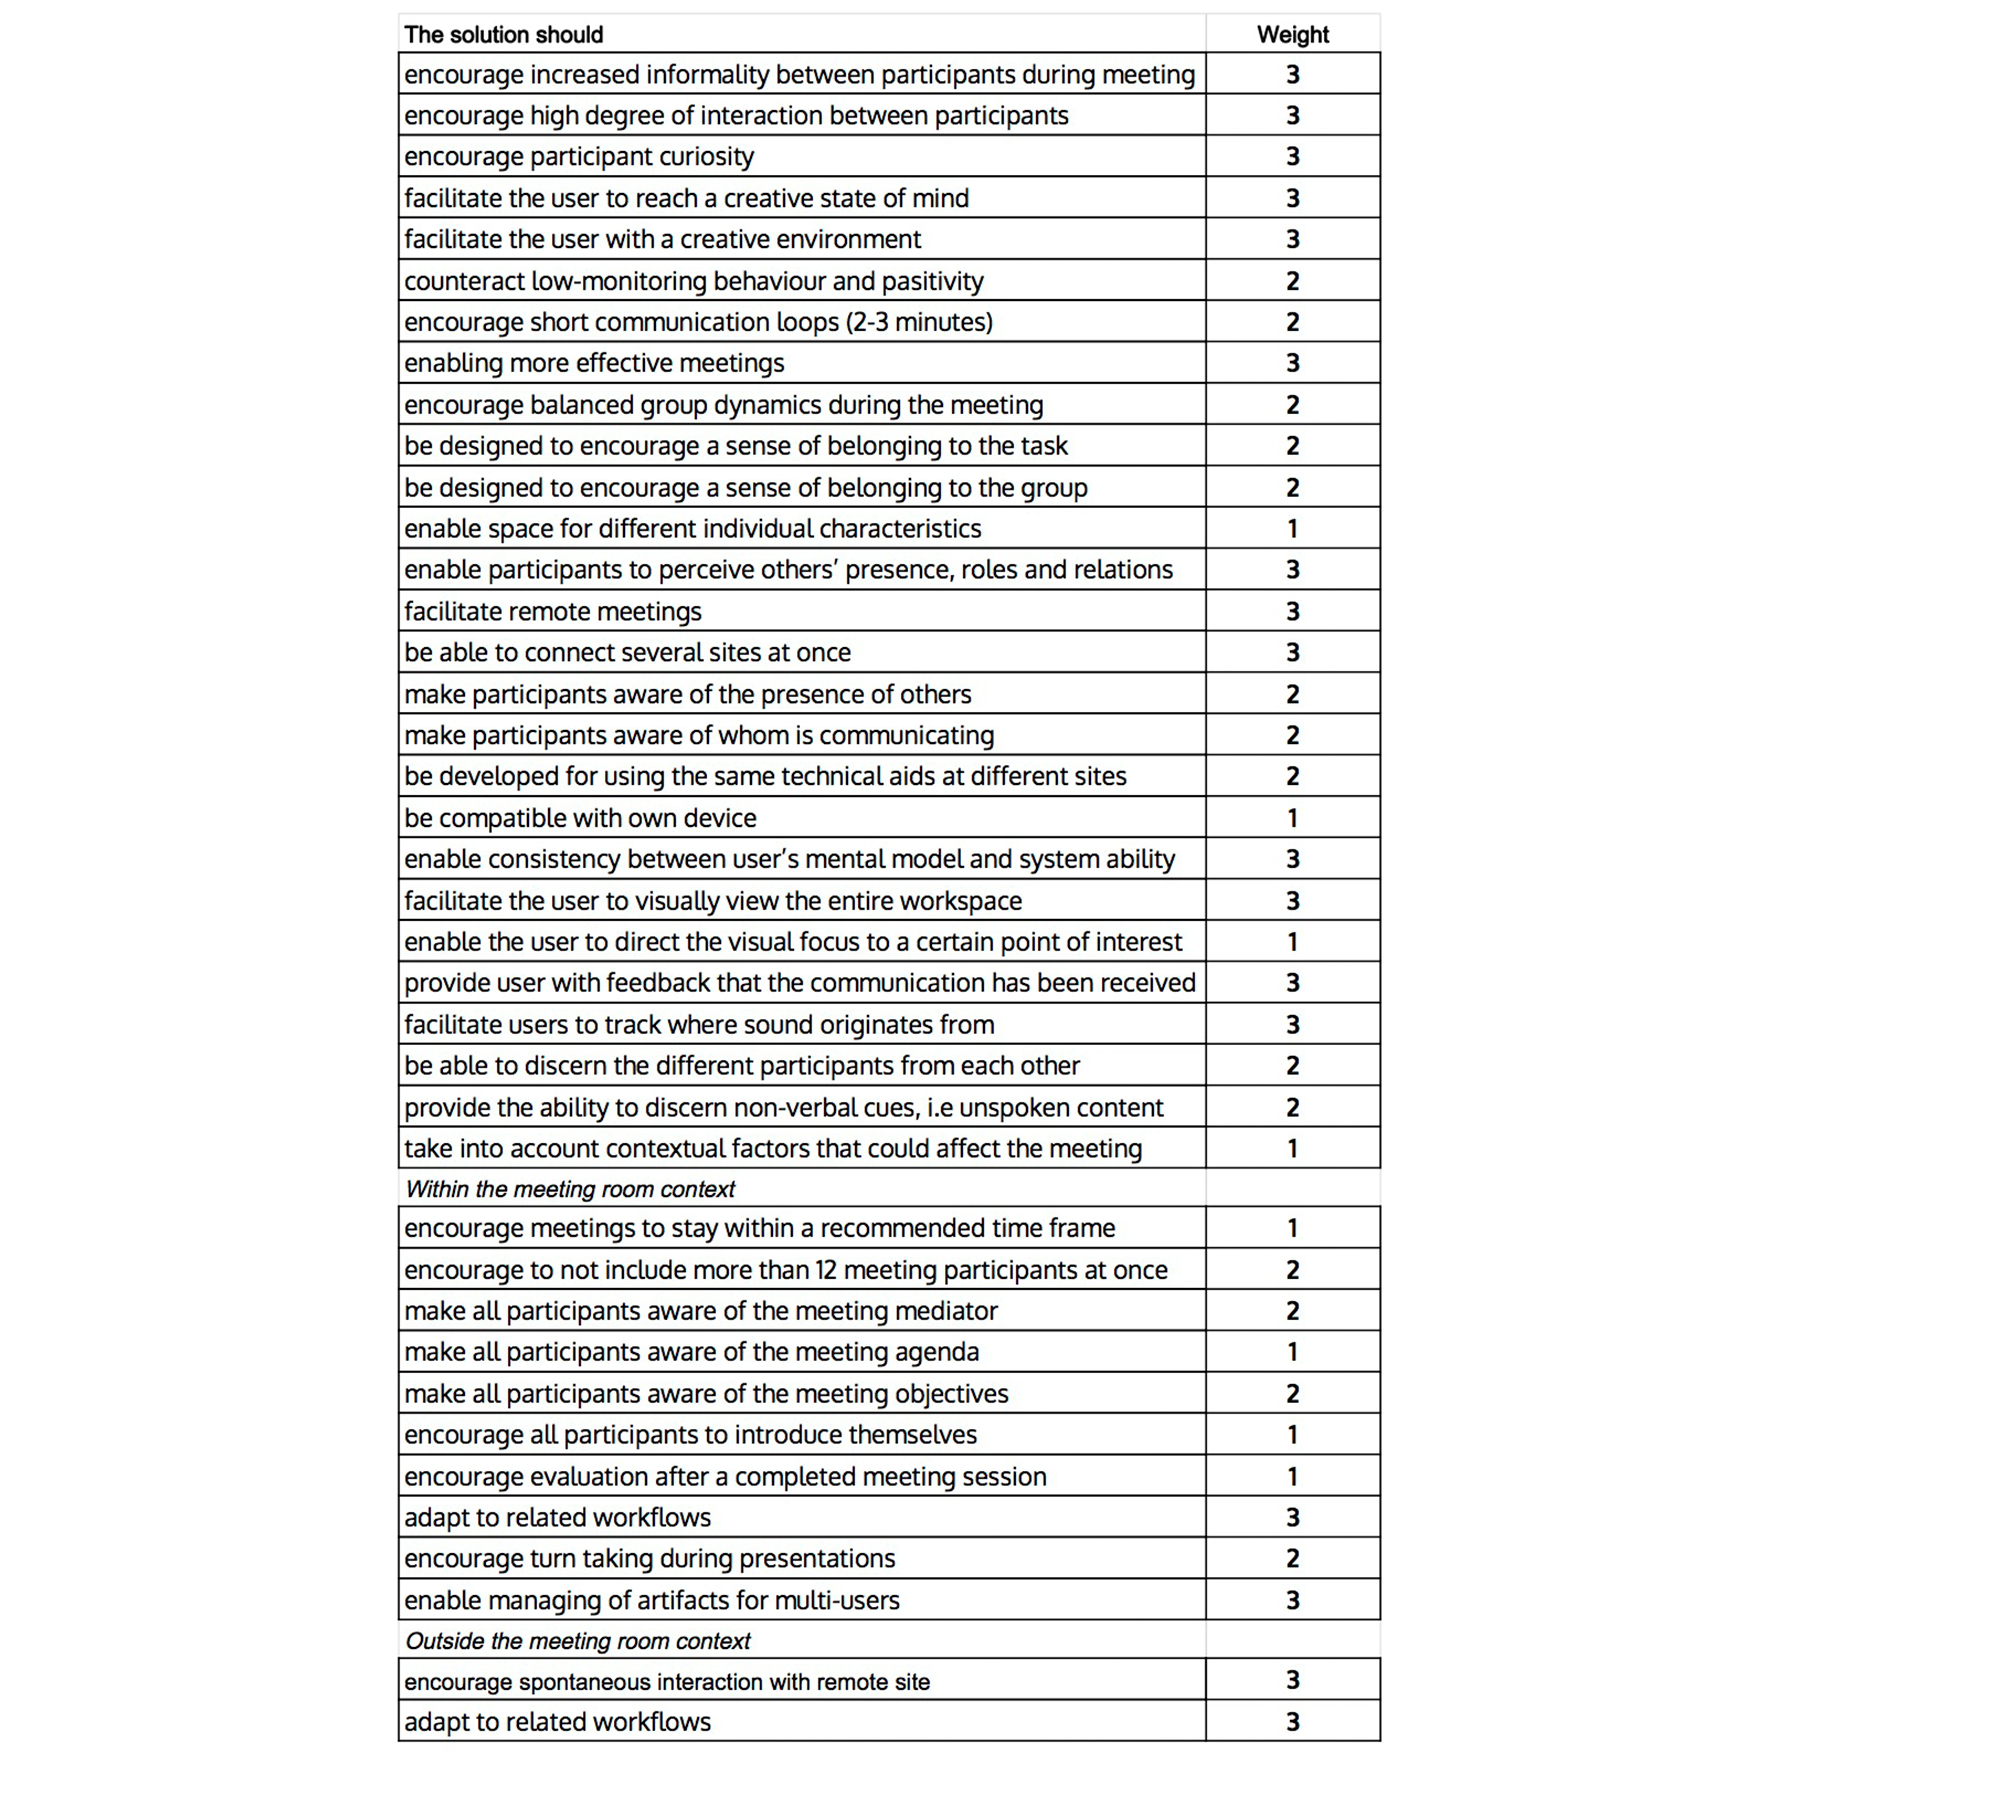 The solution should Weight
encourage increased informality between participants during meeting 3
encourage high degree of interaction between participants 3
encourage participant curiosity 3
facilitate the user to reach a creative state of mind 3
facilitate the user with a creative environment 3
counteract low-monitoring behaviour and pasitivity 2
encourage short communication loops (2-3 minutes) 2
enabling more effective meetings 3
encourage balanced group dynamics during the meeting 2
be designed to encourage a sense of belonging to the task 2
be designed to encourage a sense of belonging to the group 2
enable space for different individual characteristics 1
enable participants to perceive others’ presence, roles and relations 3
facilitate remote meetings 3
be able to connect several sites at once 3
make participants aware of the presence of others 2
make participants aware of whom is communicating 2
be developed for using the same technical aids at different sites 2
be compatible with own device 1
enable consistency between user’s mental model and system ability 3
facilitate the user to visually view the entire workspace 3
enable the user to direct the visual focus to a certain point of interest 1
provide user with feedback that the communication has been received 3
facilitate users to track where sound originates from 3
be able to discern the different participants from each other 2
provide the ability to discern non-verbal cues, i.e unspoken content 2
take into account contextual factors that could affect the meeting 1
Within the meeting room context
encourage meetings to stay within a recommended time frame 1
encourage to not include more than 12 meeting participants at once 2
make all participants aware of the meeting mediator 2
make all participants aware of the meeting agenda 1
make all participants aware of the meeting objectives 2
encourage all participants to introduce themselves 1
encourage evaluation after a completed meeting session 1
adapt to related workflows 3
encourage turn taking during presentations 2
enable managing of artifacts for multi-users 3
Outside the meeting room context
encourage spontaneous interaction with remote site 3
adapt to related workflows 3